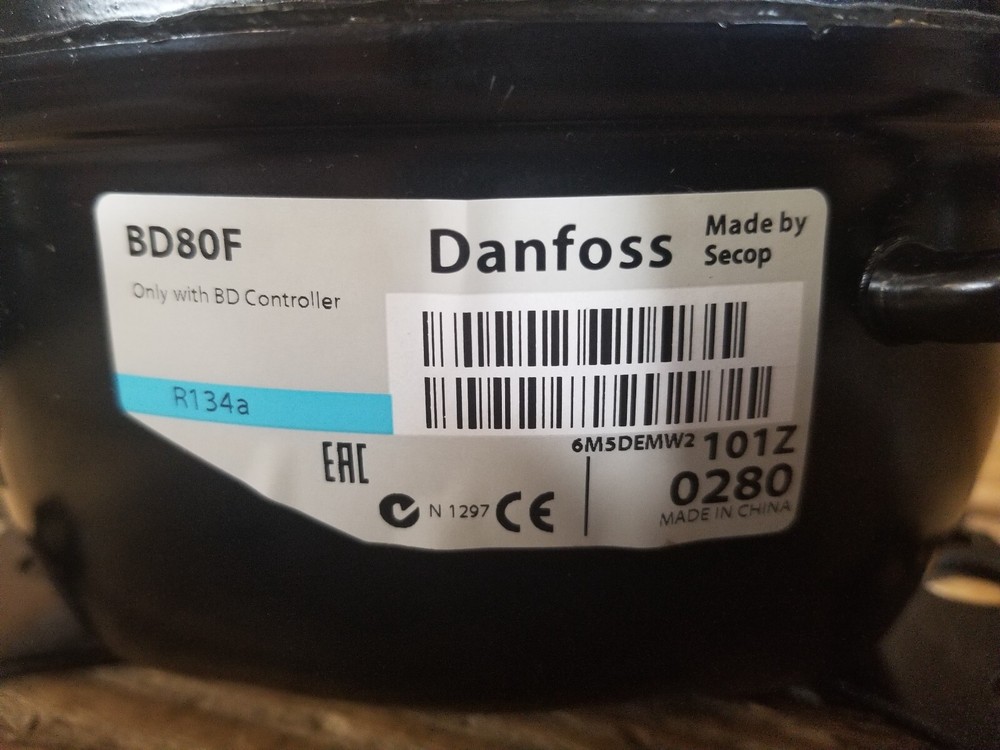 BD80F
Only with BD Controller
R134a
Danfoss
Made by
Secop
6M5DEMW2 101Z
0280
MADE IN CHINA
EAC
N 1297 CE